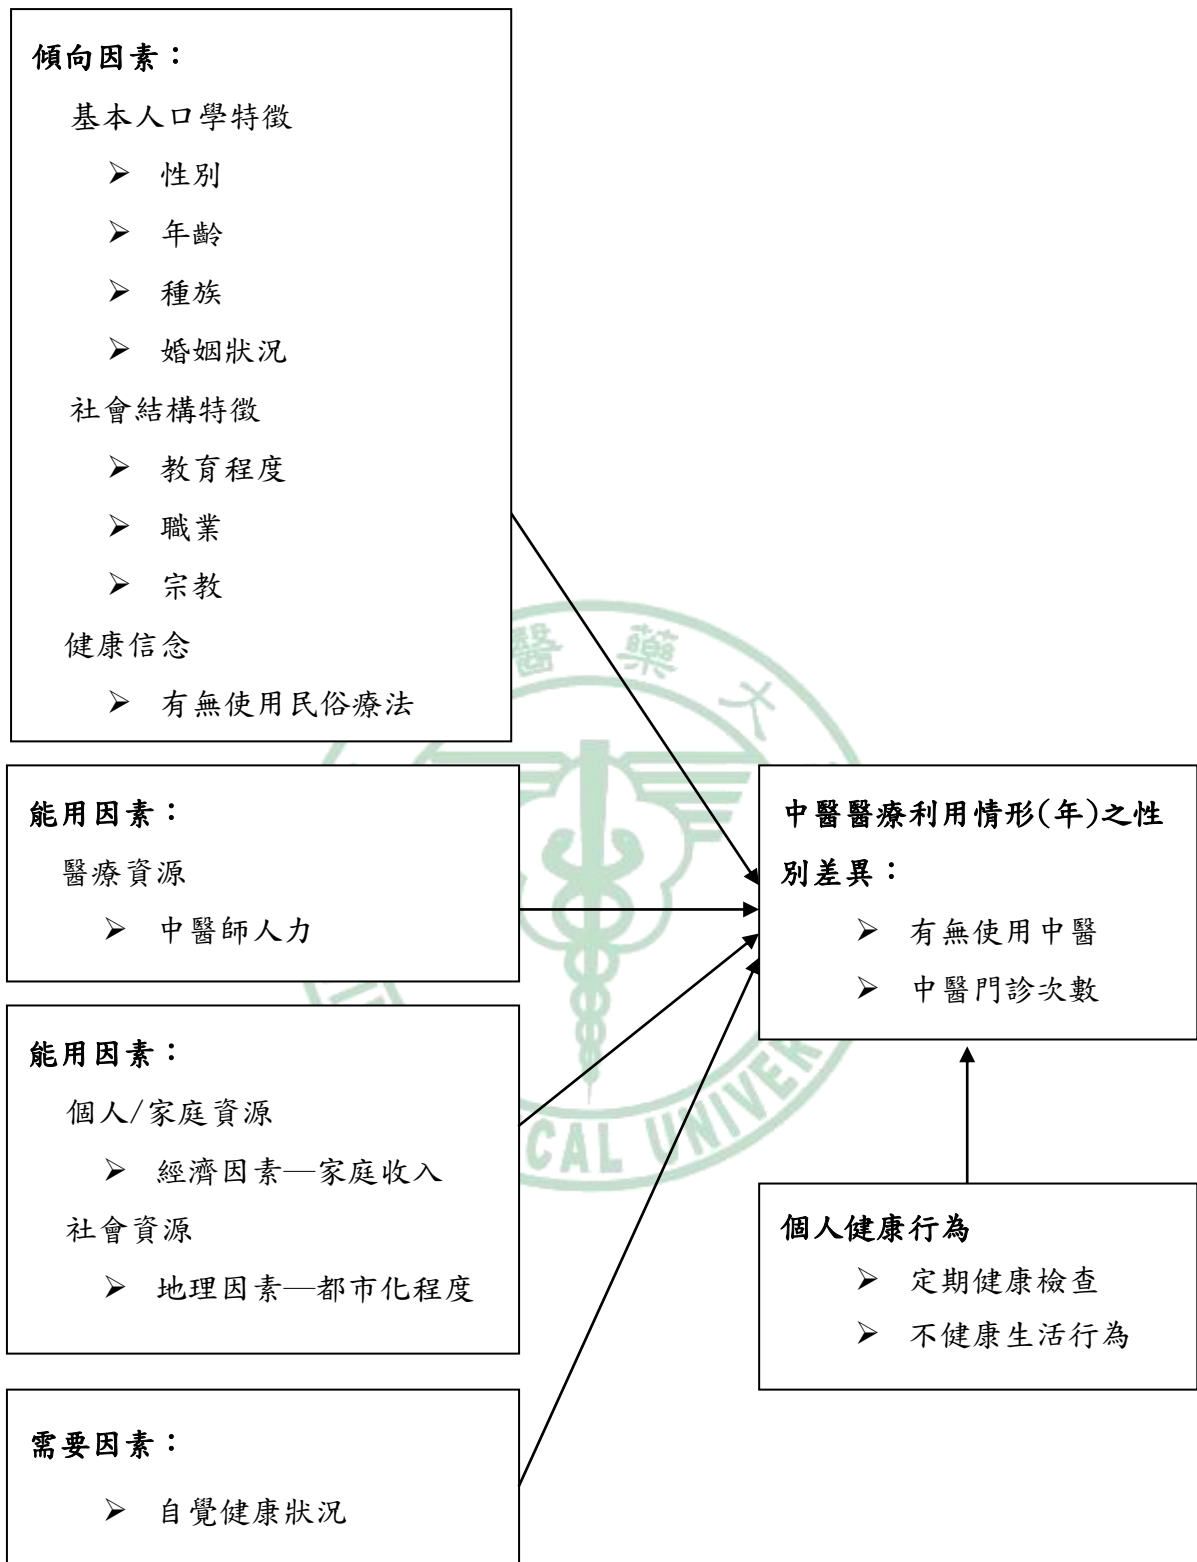 傾向因素：
基本人口學特徵
➢ 性別
➢ 年齡
➢ 種族
➢ 婚姻狀況
社會結構特徵
➢ 教育程度
➢ 職業
➢ 宗教
健康信念
➢ 有無使用民俗療法
能用因素：
醫療資源
➢ 中醫師人力
能用因素：
個人/家庭資源
➢ 經濟因素—家庭收入
社會資源
➢ 地理因素—都市化程度
需要因素：
➢ 自覺健康狀況
中醫醫療利用情形(年)之性
別差異：
➢ 有無使用中醫
➢ 中醫門診次數
個人健康行為
➢ 定期健康檢查
➢ 不健康生活行為
醫藥大
CAL UNIVER